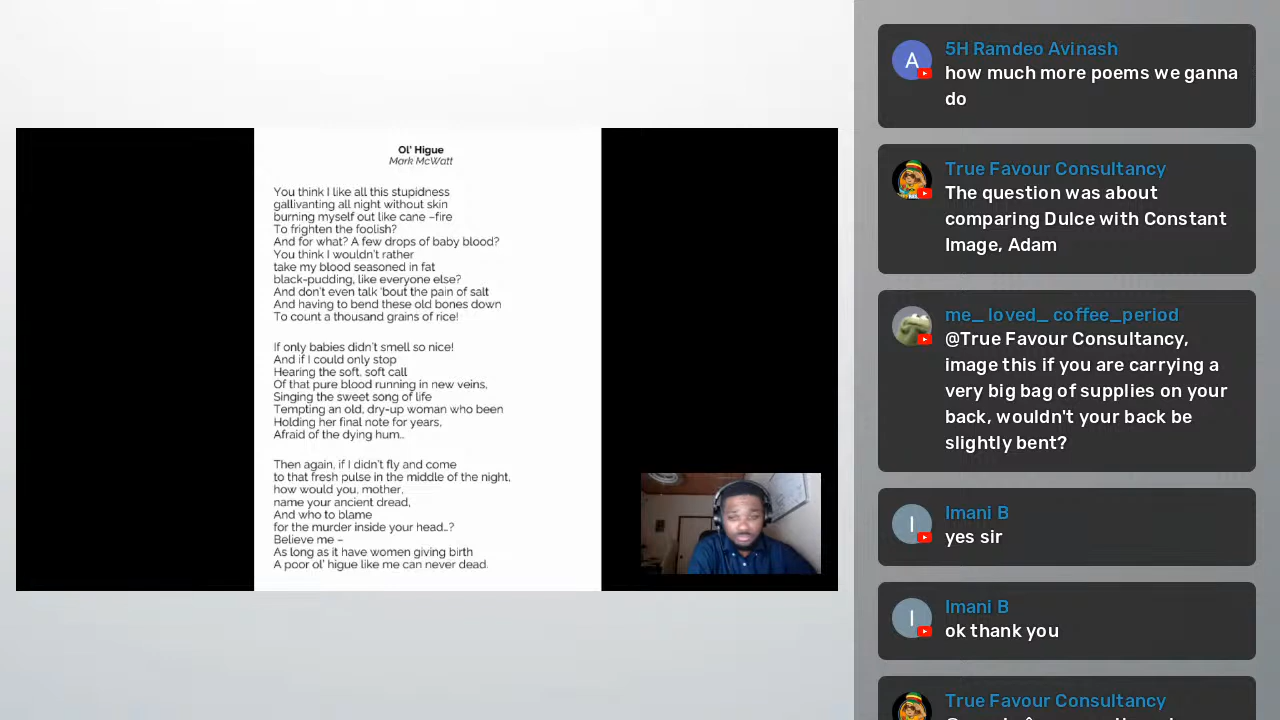 Ol' Higue
Mark McWatt
You think I like all this stupidness
gallivanting all night without skin
burning myself out like cane –fire
To frighten the foolish?
And for what? A few drops of baby blood?
You think I wouldn't rather
take my blood seasoned in fat
black-pudding, like everyone else?
And don't even talk 'bout the pain of salt
And having to bend these old bones down
To count a thousand grains of rice!
If only babies didn't smell so nice!
And if I could only stop
Hearing the soft, soft call
Of that pure blood running in new veins,
Singing the sweet song of life
Tempting an old, dry-up woman who been
Holding her final note for years,
Afraid of the dying hum...
Then again, if I didn't fly and come
to that fresh pulse in the middle of the night,
how would you, mother,
name your ancient dread,
And who to blame
for the murder inside your head...?
Believe me –
As long as it have women giving birth
A poor ol' higue like me can never dead.
A
5H Ramdeo Avinash
how much more poems we ganna
do
True Favour Consultancy
The question was about
comparing Dulce with Constant
Image, Adam
me_ loved_ coffee_period
@True Favour Consultancy,
image this if you are carrying a
very big bag of supplies on your
back, wouldn't your back be
slightly bent?
I
Imani B
yes sir
I
Imani B
ok thank you
True Favour Consultancy